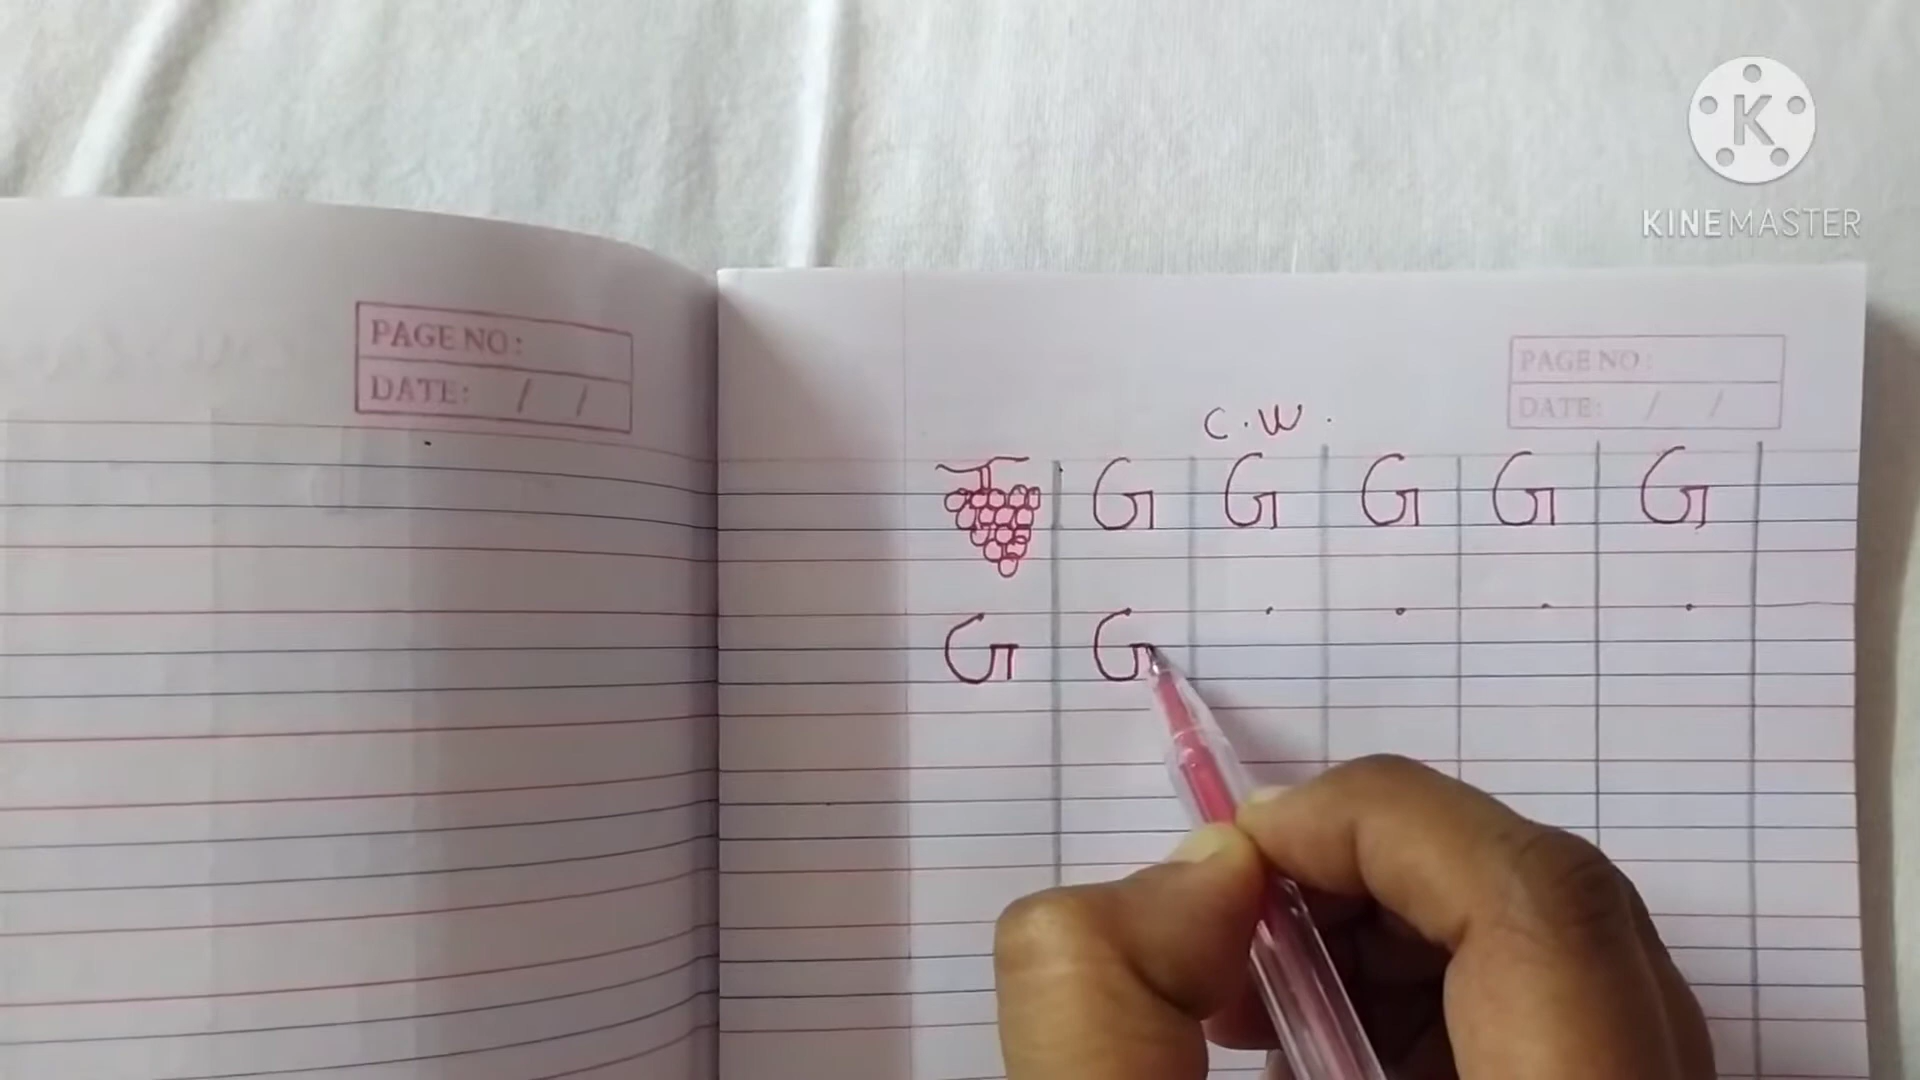 K
KINEMASTER
PAGE NO:
DATE: / /
PAGE NO:
DATE: / /
C.W.
G G G G G
G G